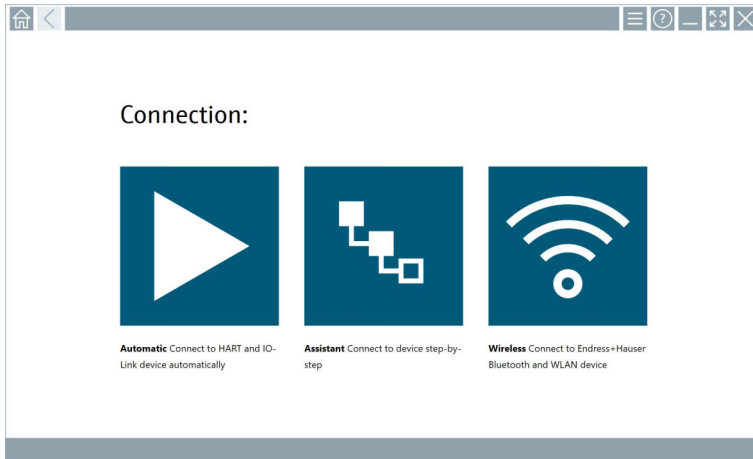 Connection:
Automatic Connect to HART and IO-
Link device automatically
Assistant Connect to device step-by-
step
Wireless Connect to Endress+Hauser
Bluetooth and WLAN device